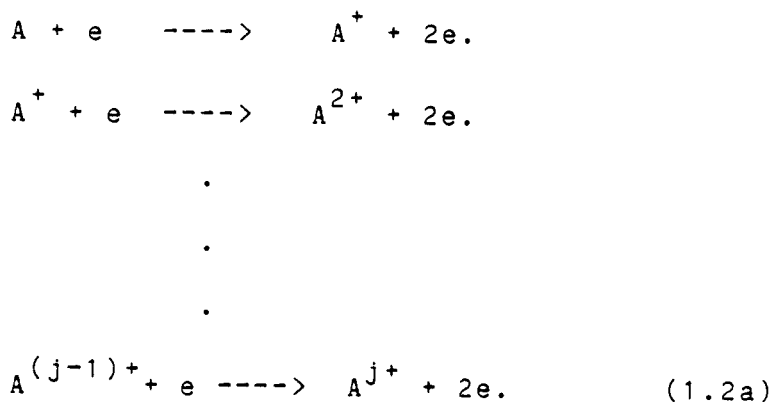 A + e ----> A⁺ + 2e.
A⁺ + e ----> A²⁺ + 2e.
.
.
.
A⁽ʲ⁻¹⁾⁺ + e ----> Aʲ⁺ + 2e. (1.2a)